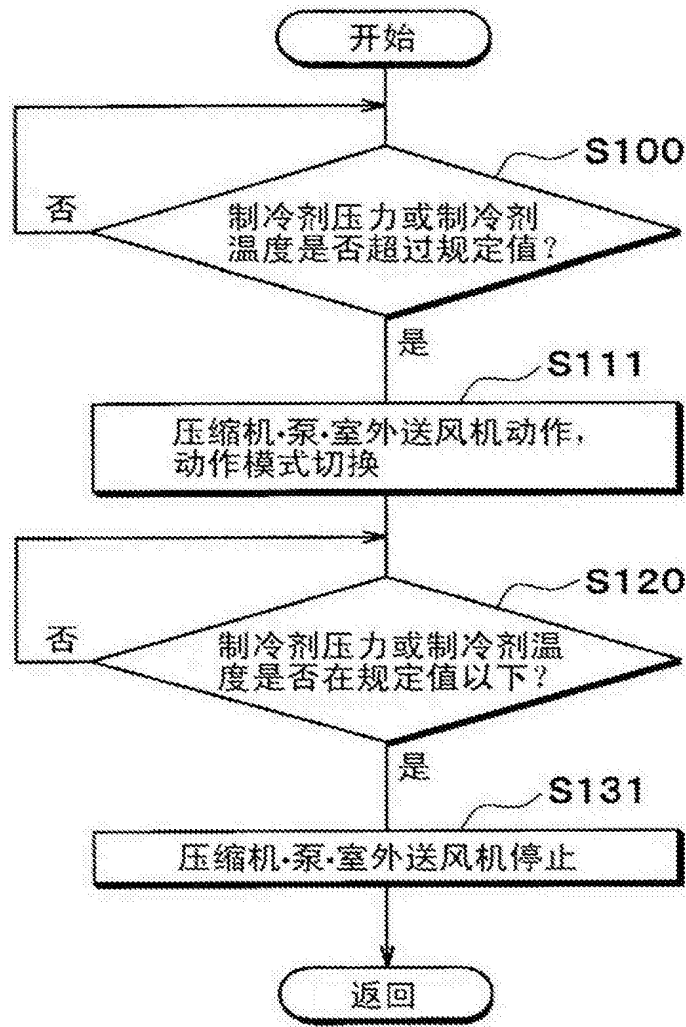 开始
S100
否
制冷剂压力或制冷剂
温度是否超过规定值?
是
S111
压缩机·泵·室外送风机动作,
动作模式切换
S120
否
制冷剂压力或制冷剂温
度是否在规定值以下?
是
S131
压缩机·泵·室外送风机停止
返回